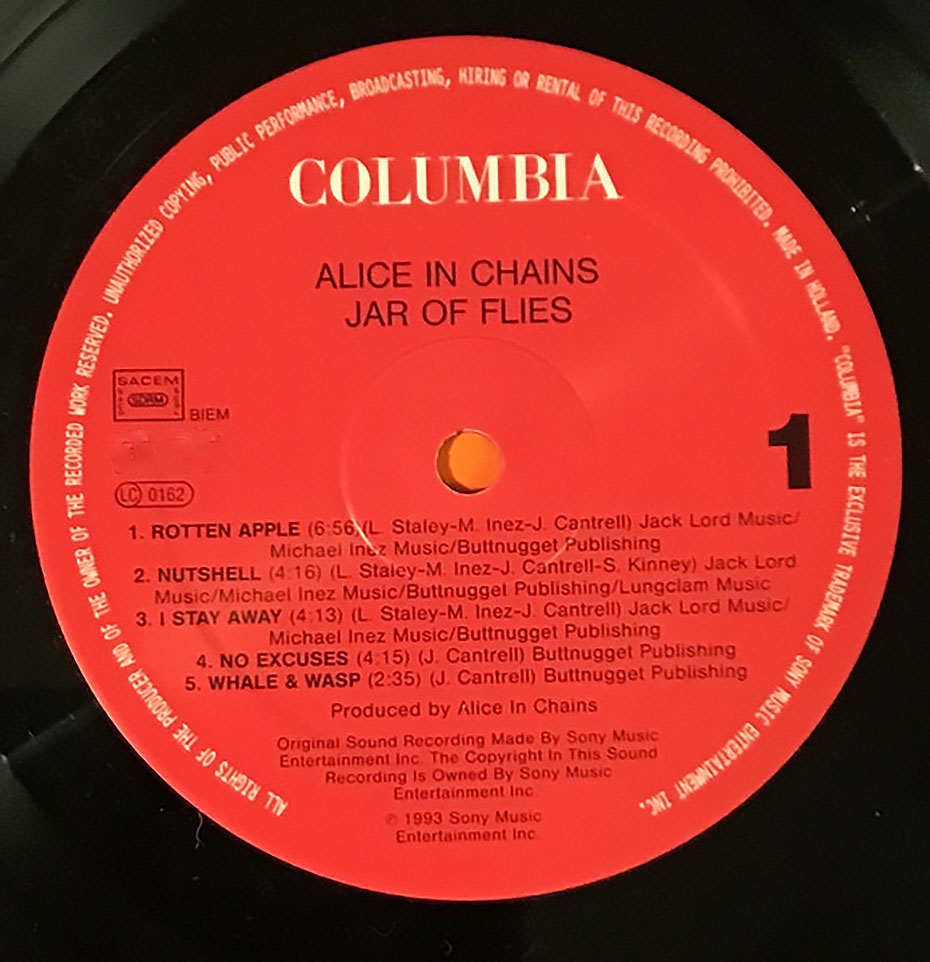 ALL RIGHTS OF THE PRODUCER AND OF THE OWNER OF THE RECORDED WORK RESERVED. UNAUTHORIZED COPYING, PUBLIC PERFORMANCE, BROADCASTING, HIRING OR RENTAL OF THIS RECORDING PROHIBITED. MADE IN HOLLAND. "COLUMBIA" IS THE EXCLUSIVE TRADEMARK OF SONY MUSIC ENTERTAINMENT INC.
COLUMBIA
ALICE IN CHAINS
JAR OF FLIES
SACEM
SDRM
BIEM
1
LC 0162
1. ROTTEN APPLE (6:56) (L. Staley-M. Inez-J. Cantrell) Jack Lord Music/
Michael Inez Music/Buttnugget Publishing
2. NUTSHELL (4:16) (L. Staley-M. Inez-J. Cantrell-S. Kinney) Jack Lord
Music/Michael Inez Music/Buttnugget Publishing/Lungclam Music
3. I STAY AWAY (4:13) (L. Staley-M. Inez-J. Cantrell) Jack Lord Music/
Michael Inez Music/Buttnugget Publishing
4. NO EXCUSES (4:15) (J. Cantrell) Buttnugget Publishing
5. WHALE & WASP (2:35) (J. Cantrell) Buttnugget Publishing
Produced by Alice In Chains
Original Sound Recording Made By Sony Music
Entertainment Inc. The Copyright In This Sound
Recording Is Owned By Sony Music
Entertainment Inc.
℗ 1993 Sony Music
Entertainment Inc.